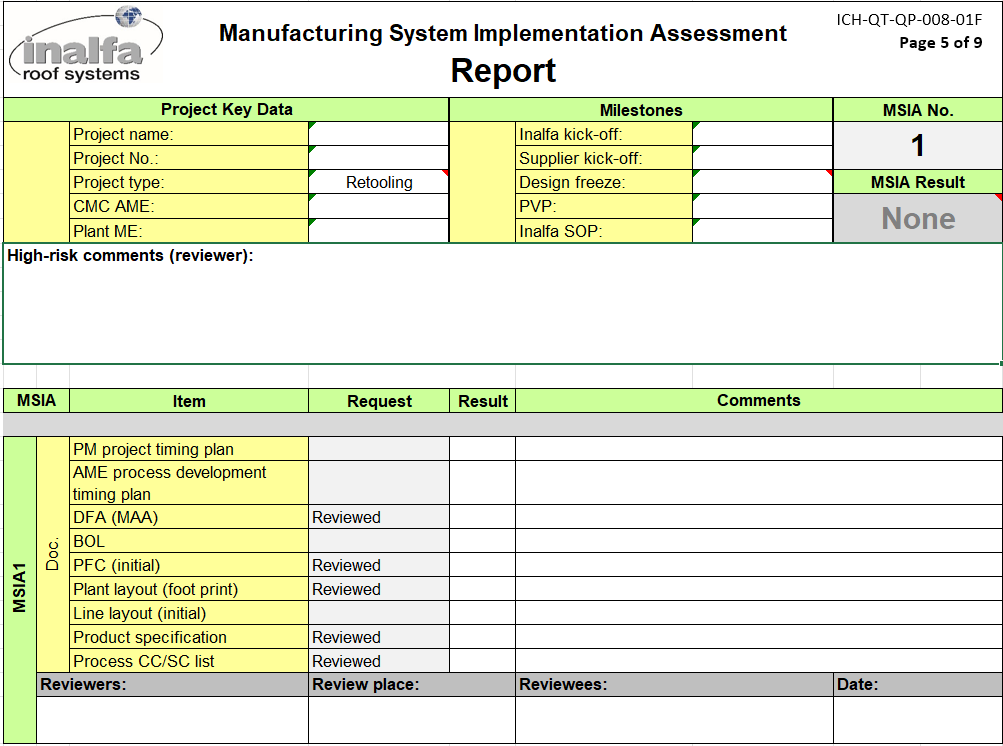 inalfa
roof systems
Manufacturing System Implementation Assessment
Report
ICH-QT-QP-008-01F
Page 5 of 9
Project Key Data
Milestones
MSIA No.
Project name:
Inalfa kick-off:
1
Project No.:
Supplier kick-off:
Project type:
Retooling
Design freeze:
MSIA Result
CMC AME:
PVP:
None
Plant ME:
Inalfa SOP:
High-risk comments (reviewer):
MSIA
Item
Request
Result
Comments
MSIA1
Doc.
PM project timing plan
AME process development
timing plan
DFA (MAA)
Reviewed
BOL
PFC (initial)
Reviewed
Plant layout (foot print)
Reviewed
Line layout (initial)
Product specification
Reviewed
Process CC/SC list
Reviewed
Reviewers:
Review place:
Reviewees:
Date: